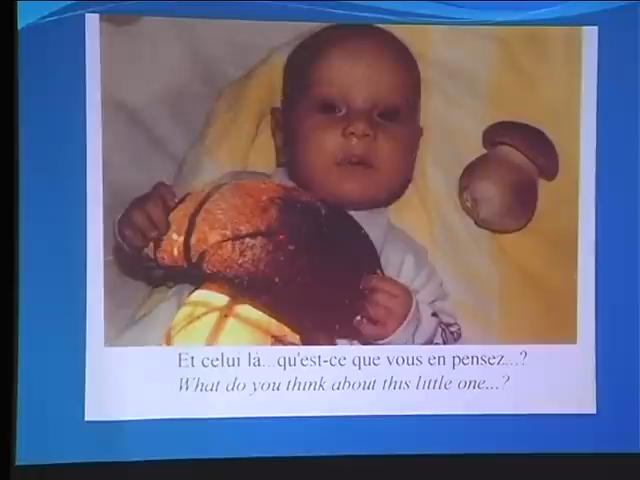 Et celui là...qu'est-ce que vous en pensez...?
What do you think about this little one...?